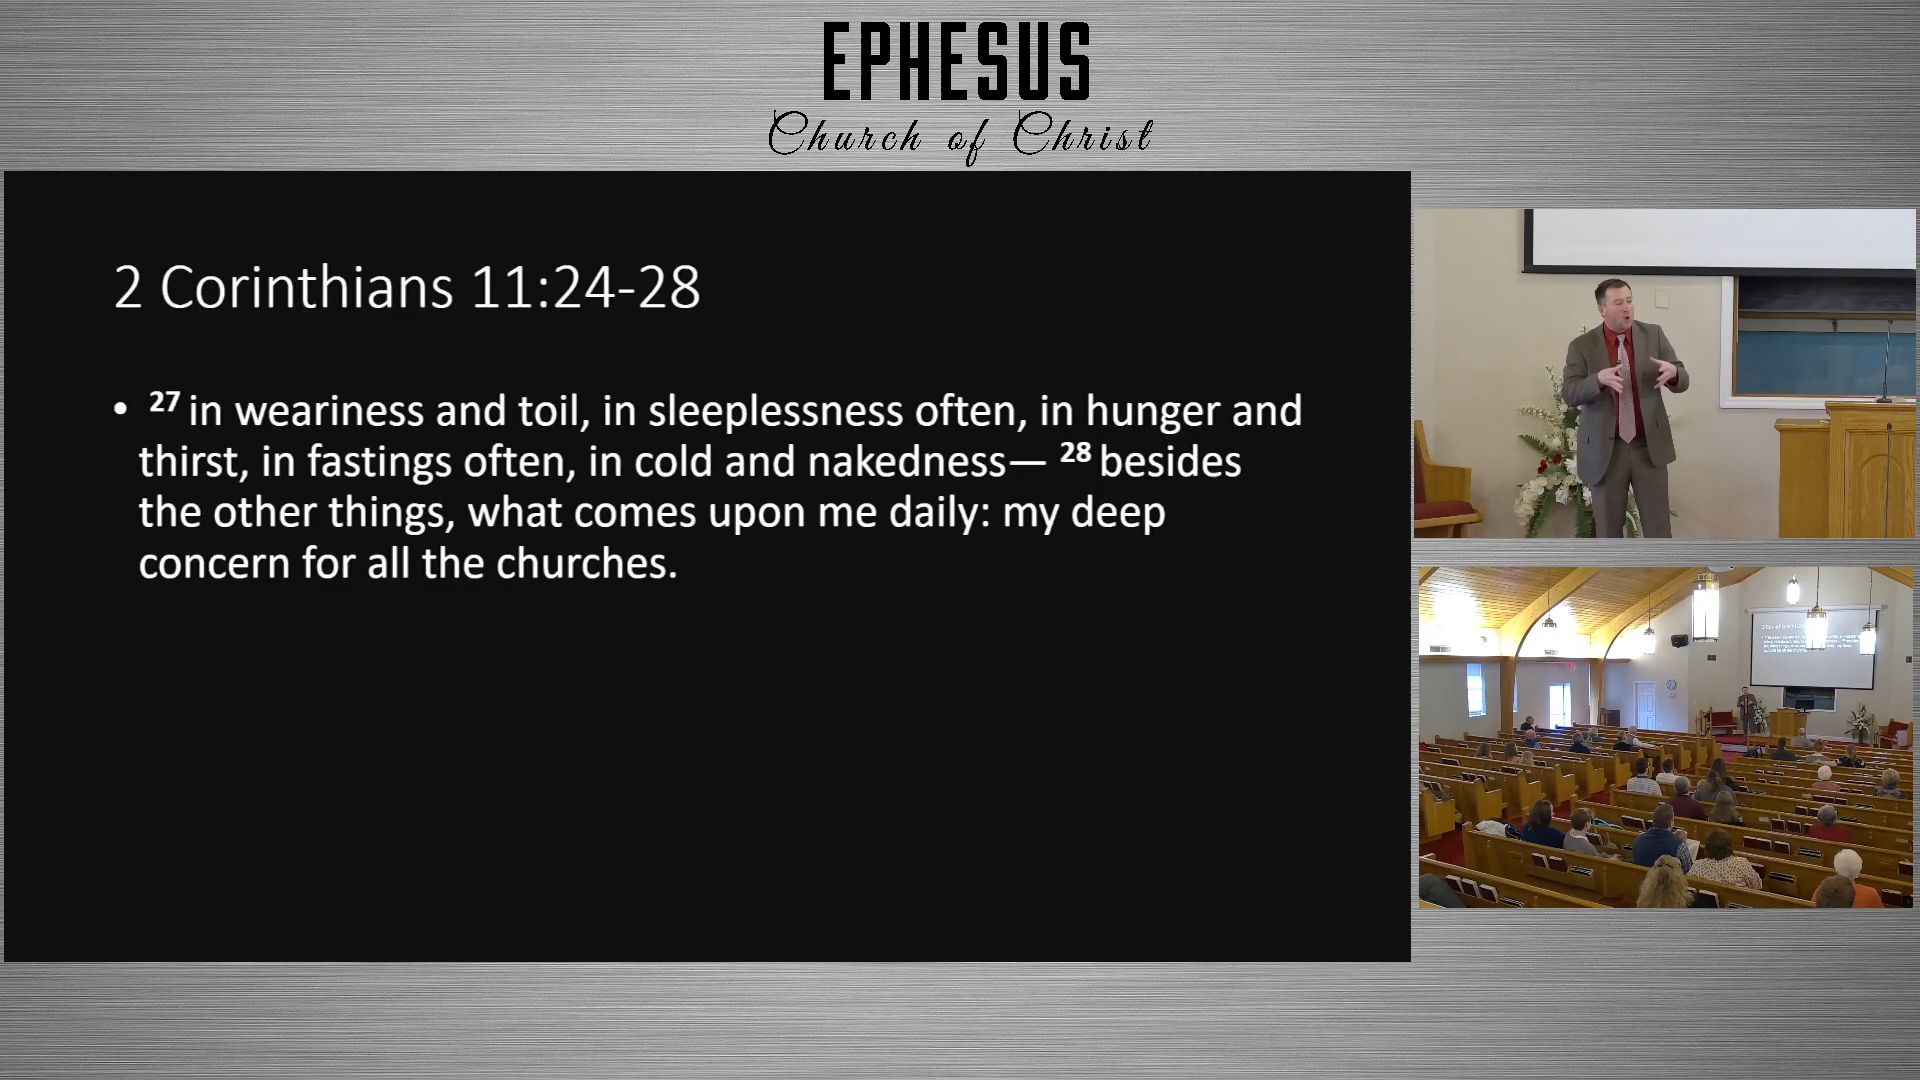 EPHESUS
Church of Christ
2 Corinthians 11:24-28
• 27 in weariness and toil, in sleeplessness often, in hunger and
thirst, in fastings often, in cold and nakedness— 28 besides
the other things, what comes upon me daily: my deep
concern for all the churches.